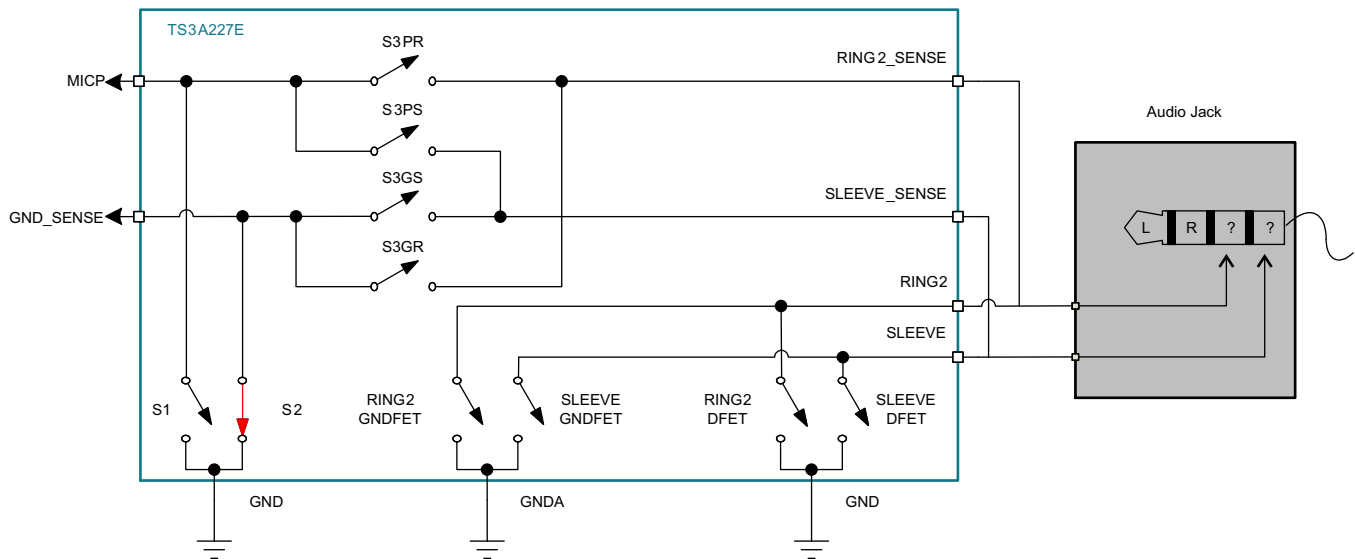 TS3A227E
S3PR
MICP
RING2_SENSE
S3PS
Audio Jack
S3GS
GND_SENSE
SLEEVE_SENSE
L R ? ?
S3GR
RING2
SLEEVE
S1
S2
RING2
GNDFET
SLEEVE
GNDFET
RING2
DFET
SLEEVE
DFET
GND
GNDA
GND